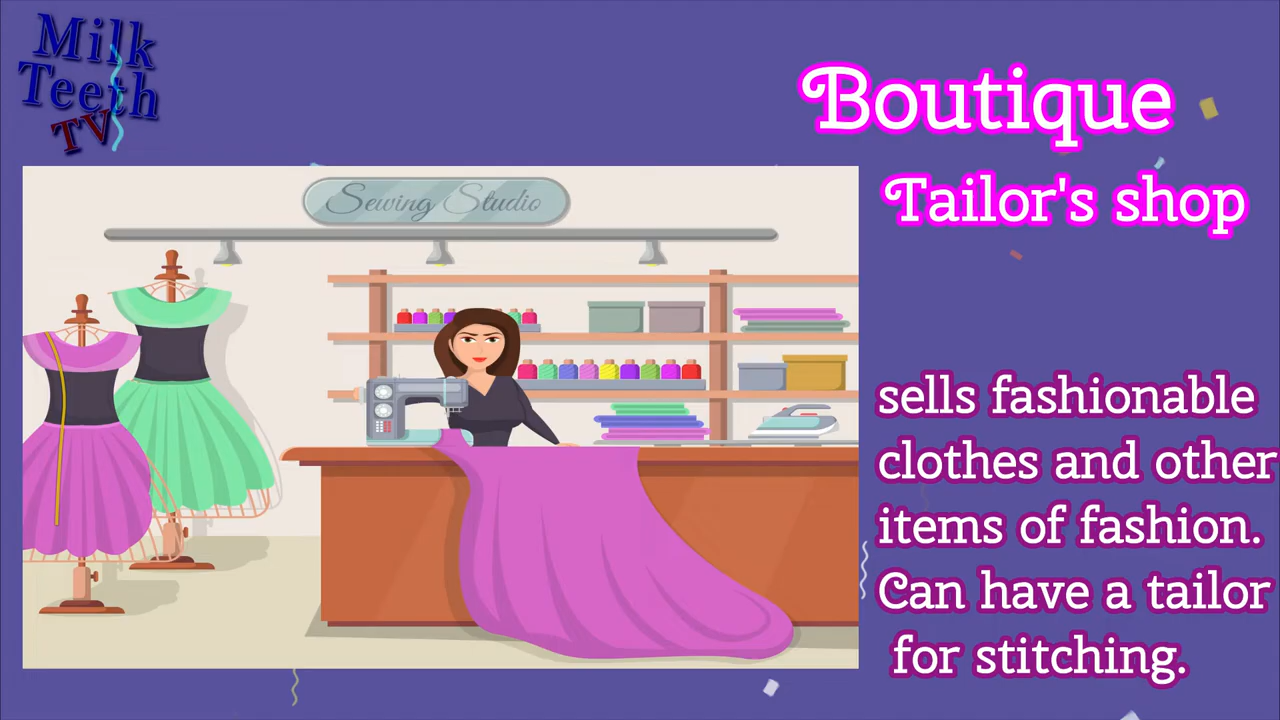 Milk
Teeth
TV
Boutique
Tailor's shop
Sewing Studio
sells fashionable
clothes and other
items of fashion.
Can have a tailor
for stitching.